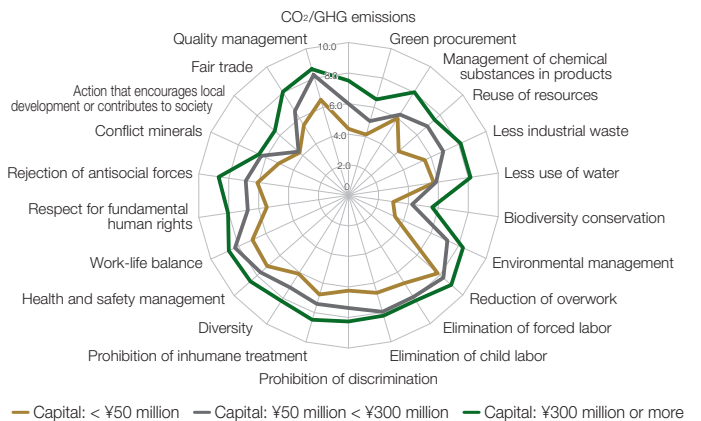 CO2/GHG emissions
Quality management
Green procurement
10.0
Fair trade
Management of chemical
substances in products
8.0
Action that encourages local
development or contributes to society
Reuse of resources
6.0
Conflict minerals
Less industrial waste
4.0
Rejection of antisocial forces
2.0
Less use of water
0
Respect for fundamental
human rights
Biodiversity conservation
Work-life balance
Environmental management
Health and safety management
Reduction of overwork
Diversity
Elimination of forced labor
Prohibition of inhumane treatment
Elimination of child labor
Prohibition of discrimination
Capital: < ¥50 million
Capital: ¥50 million < ¥300 million
Capital: ¥300 million or more